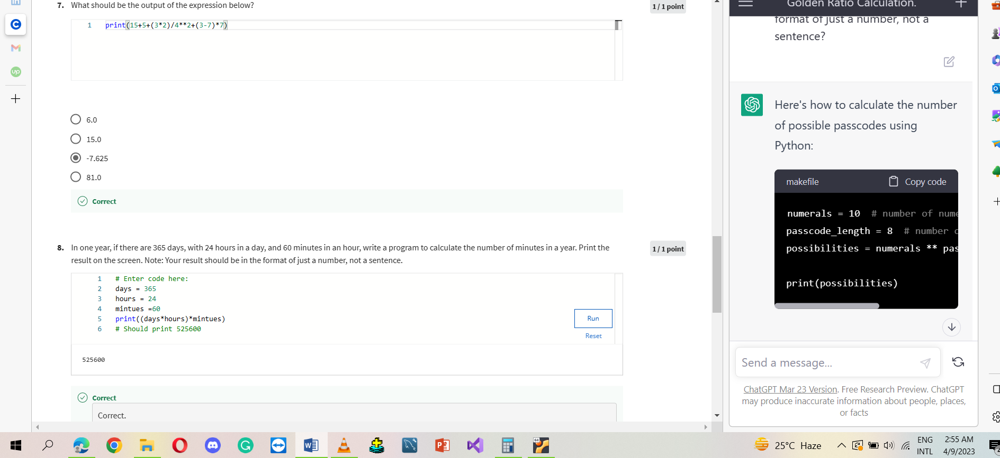 7. What should be the output of the expression below?
1 / 1 point
1 print(15+5+(3*2)/4**2+(3-7)*7)
6.0
15.0
-7.625
81.0
Correct
8. In one year, if there are 365 days, with 24 hours in a day, and 60 minutes in an hour, write a program to calculate the number of minutes in a year. Print the
result on the screen. Note: Your result should be in the format of just a number, not a sentence.
1 / 1 point
1 # Enter code here:
2 days = 365
3 hours = 24
4 mintues =60
5 print((days*hours)*mintues)
6 # Should print 525600
Run
Reset
525600
Correct
Correct.
Golden Ratio Calculation.
format of just a number, not a
sentence?
Here's how to calculate the number
of possible passcodes using
Python:
makefile
Copy code
numerals = 10 # number of nume
passcode_length = 8 # number
possibilities = numerals ** pas
print(possibilities)
Send a message...
ChatGPT Mar 23 Version. Free Research Preview. ChatGPT
may produce inaccurate information about people, places,
or facts
up
25°C Haze
ENG
INTL
2:55 AM
4/9/2023